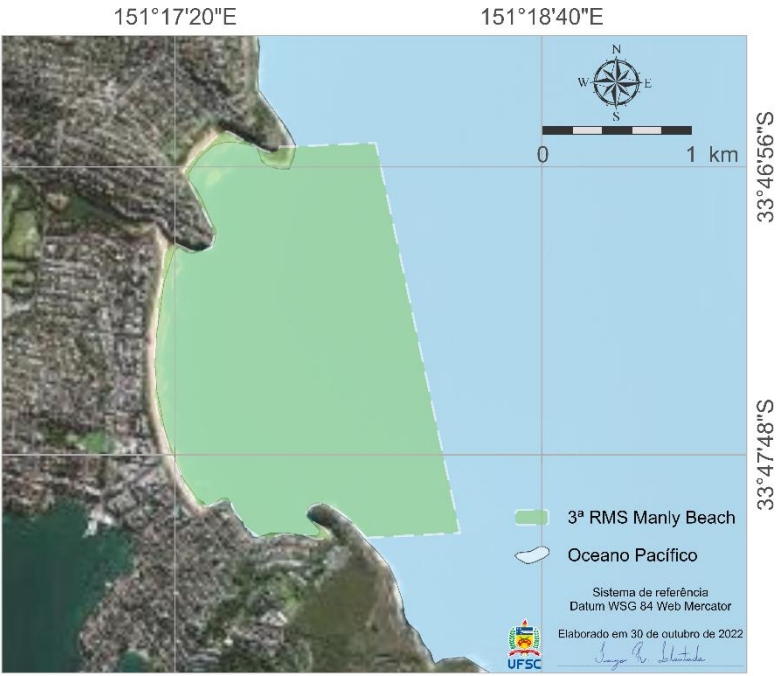 151°17'20"E
151°18'40"E
N
W
E
S
0
1 km
33°46'56"S
33°47'48"S
3ª RMS Manly Beach
Oceano Pacífico
Sistema de referência
Datum WSG 84 Web Mercator
Elaborado em 30 de outubro de 2022
UFSC